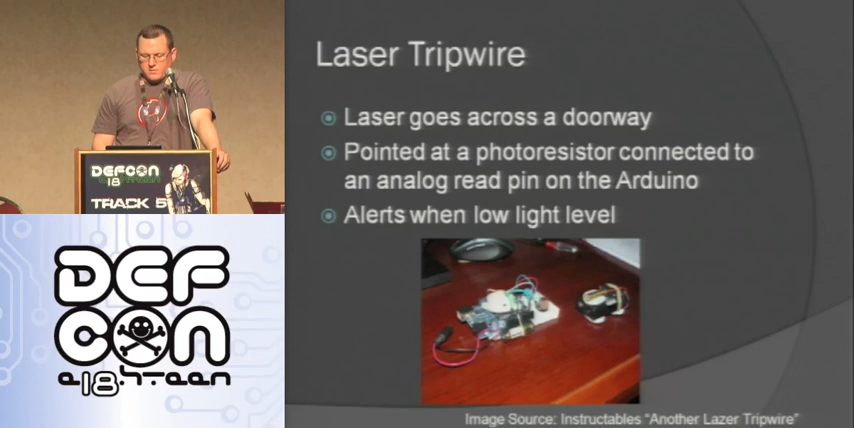 DEFCON
18
TRACK 5
DEF
CON
e18hteen
Laser Tripwire
Laser goes across a doorway
Pointed at a photoresistor connected to
an analog read pin on the Arduino
Alerts when low light level
Image Source: Instructables “Another Lazer Tripwire”